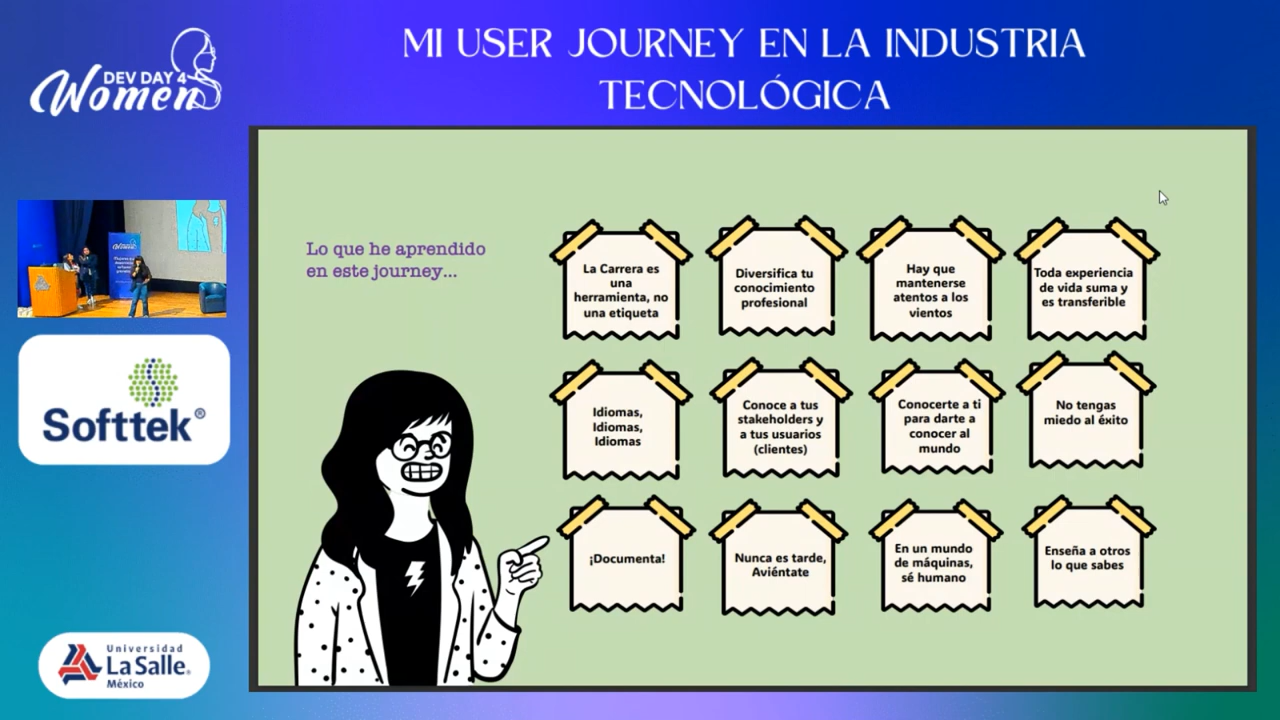 DEV DAY 4
Women
MI USER JOURNEY EN LA INDUSTRIA
TECNOLÓGICA
Softtek®
Universidad
La Salle®
México
Lo que he aprendido
en este journey...
La Carrera es
una
herramienta, no
una etiqueta
Diversifica tu
conocimiento
profesional
Hay que
mantenerse
atentos a los
vientos
Toda experiencia
de vida suma y
es transferible
Idiomas,
Idiomas,
Idiomas
Conoce a tus
stakeholders y
a tus usuarios
(clientes)
Conocerte a ti
para darte a
conocer al
mundo
No tengas
miedo al éxito
¡Documenta!
Nunca es tarde,
Aviéntate
En un mundo
de máquinas,
sé humano
Enseña a otros
lo que sabes